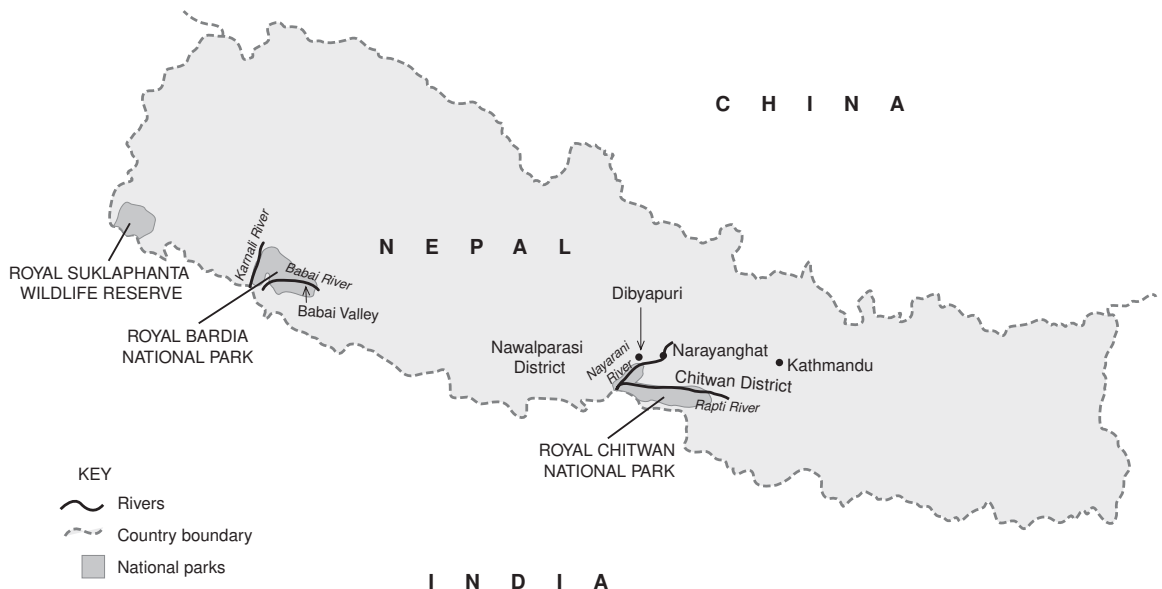 C H I N A
N E P A L
Karnali River
ROYAL SUKLAPHANTA
WILDLIFE RESERVE
Babai River
Babai Valley
ROYAL BARDIA
NATIONAL PARK
Dibyapuri
Nawalparasi
District
Nayarani
River
Narayanghat
Kathmandu
Chitwan District
Rapti River
ROYAL CHITWAN
NATIONAL PARK
KEY
Rivers
Country boundary
National parks
I N D I A